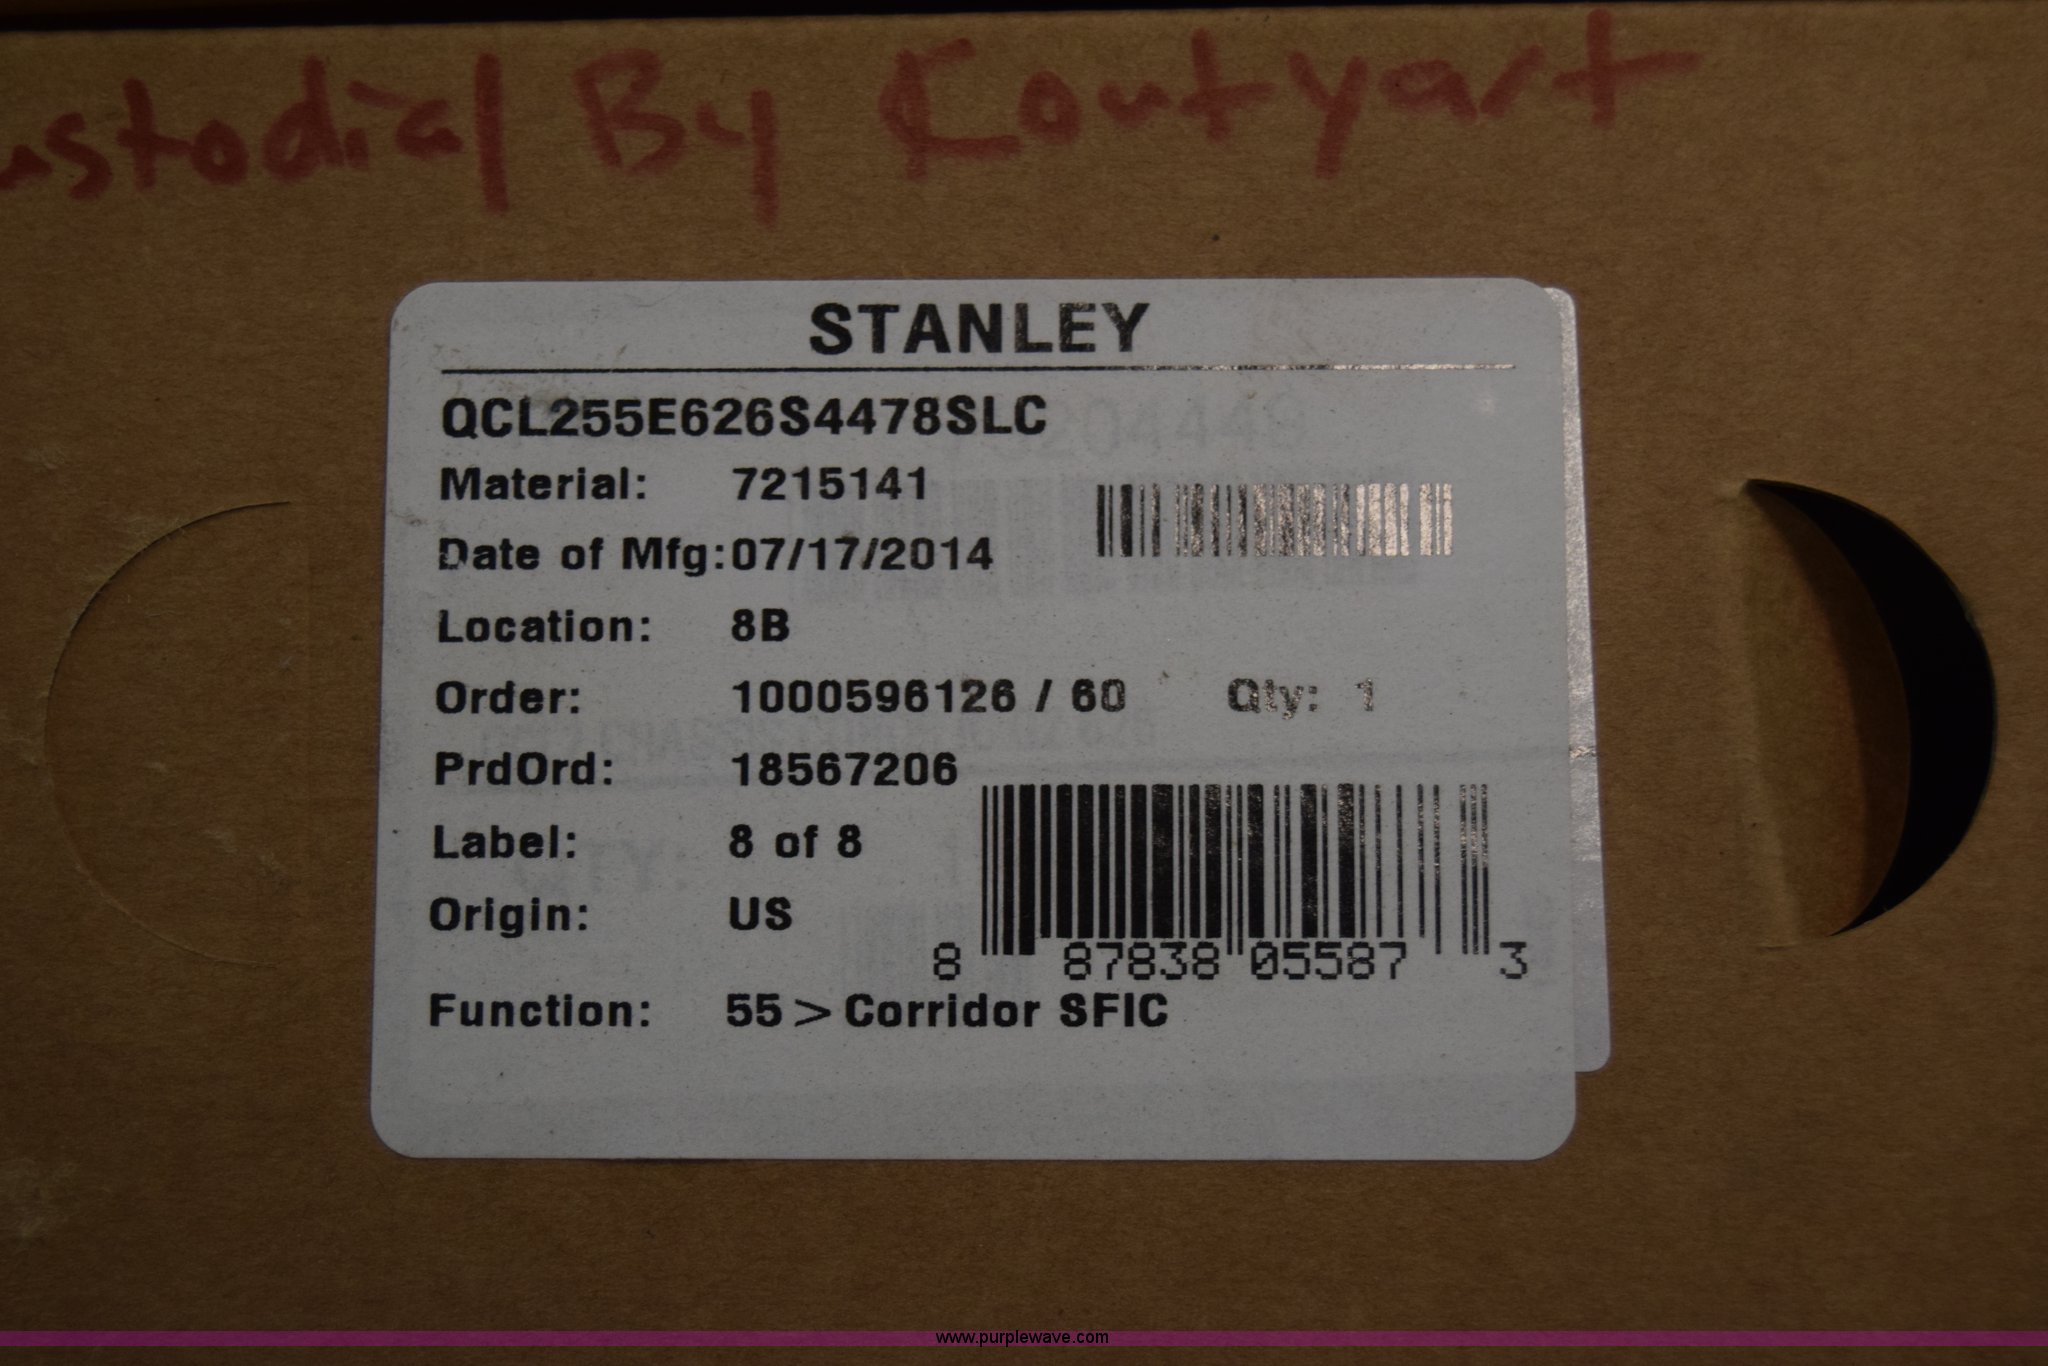 ustodial By Coutyart
STANLEY
QCL255E626S4478SLC
Material: 7215141
Date of Mfg: 07/17/2014
Location: 8B
Order: 1000596126 / 60 Qty: 1
PrdOrd: 18567206
Label: 8 of 8
Origin: US
8 87838 05587 3
Function: 55 > Corridor SFIC
www.purplewave.com